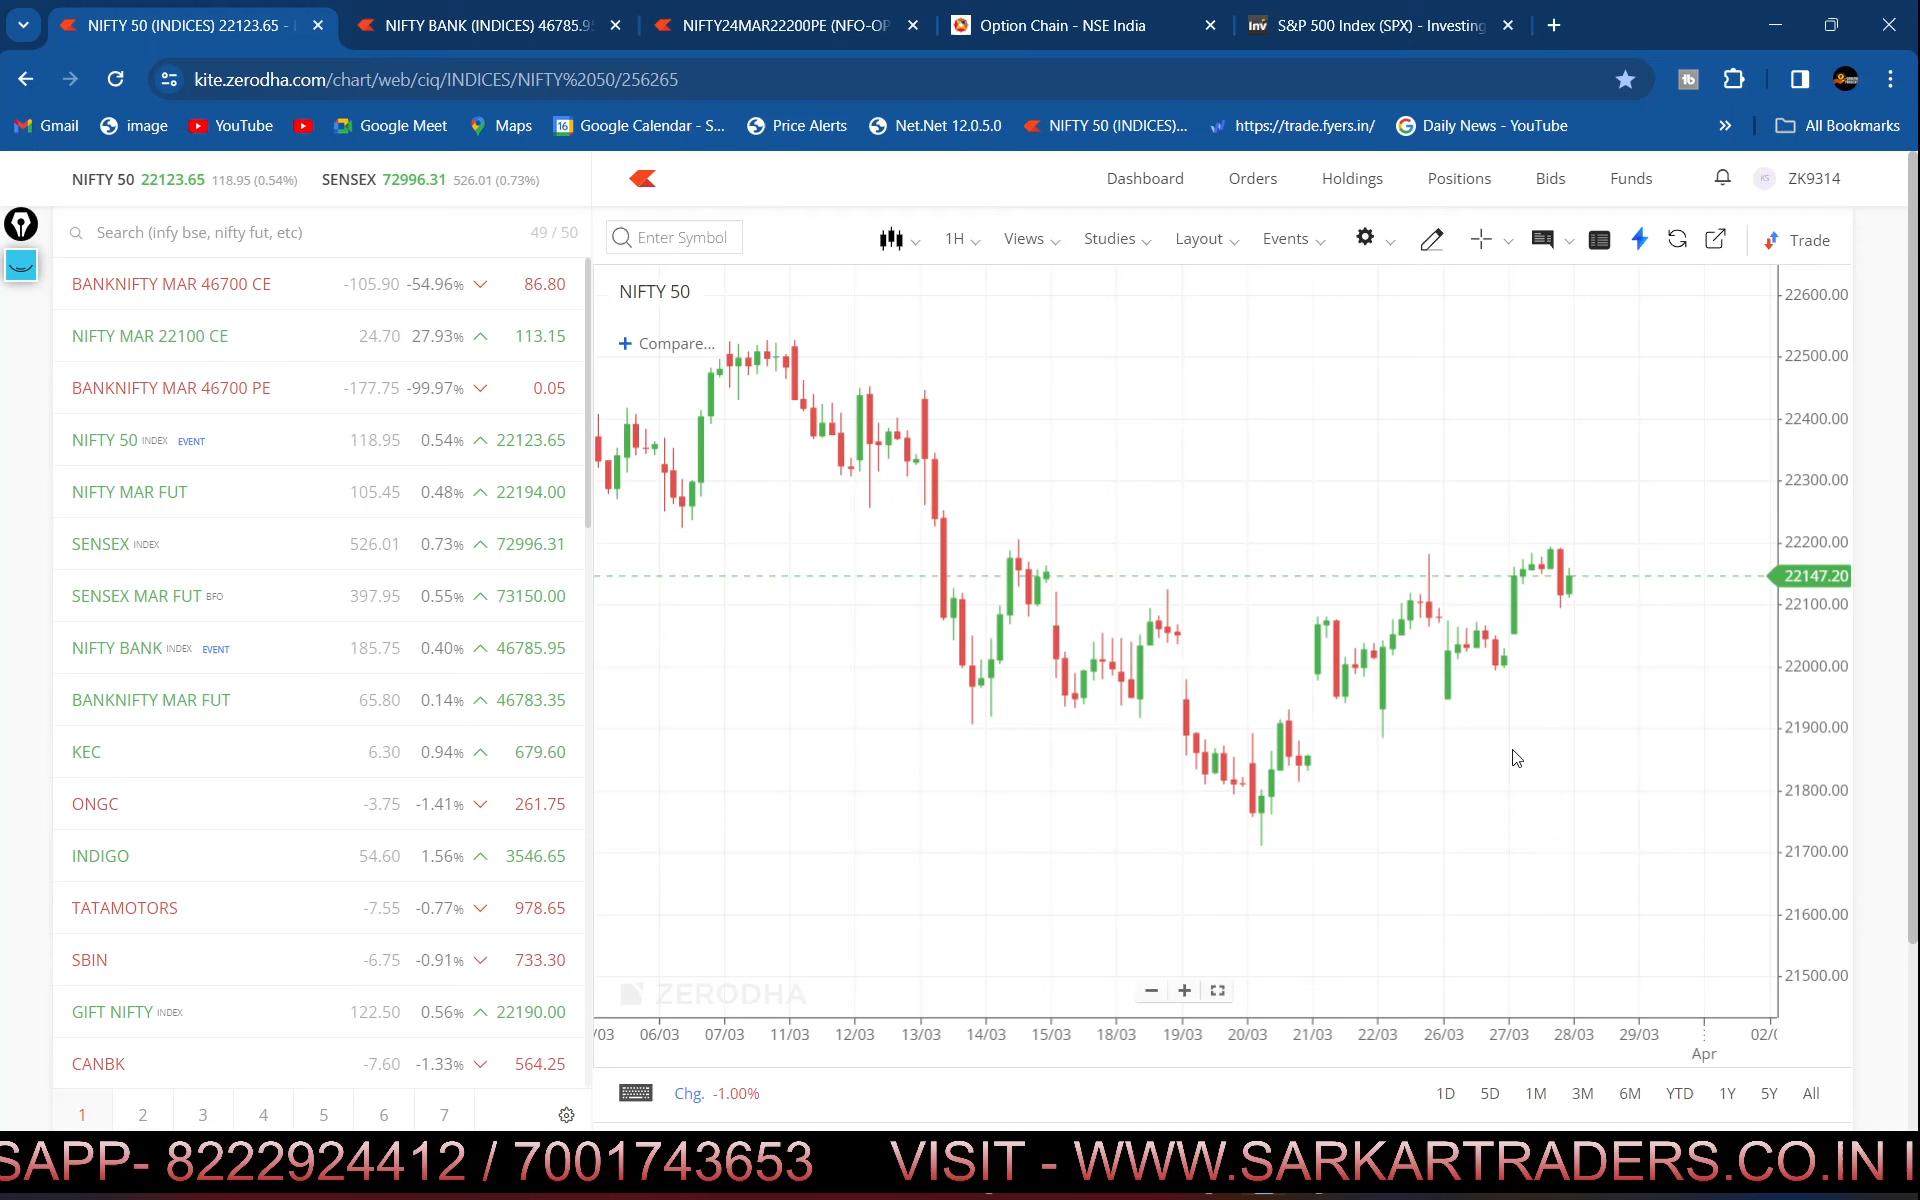 NIFTY 50 (INDICES) 22123.65 -
NIFTY BANK (INDICES) 46785.9
NIFTY24MAR22200PE (NFO-OP
Option Chain - NSE India
S&P 500 Index (SPX) - Investing
kite.zerodha.com/chart/web/ciq/INDICES/NIFTY%2050/256265
Gmail image YouTube Google Meet Maps Google Calendar - S... Price Alerts Net.Net 12.0.5.0 NIFTY 50 (INDICES)... https://trade.fyers.in/ Daily News - YouTube » All Bookmarks
NIFTY 50 22123.65 118.95 (0.54%) SENSEX 72996.31 526.01 (0.73%)
Dashboard Orders Holdings Positions Bids Funds KS ZK9314
Search (infy bse, nifty fut, etc) 49 / 50
Enter Symbol 1H Views Studies Layout Events Trade
BANKNIFTY MAR 46700 CE -105.90 -54.96% 86.80
NIFTY MAR 22100 CE 24.70 27.93% 113.15
BANKNIFTY MAR 46700 PE -177.75 -99.97% 0.05
NIFTY 50 INDEX EVENT 118.95 0.54% 22123.65
NIFTY MAR FUT 105.45 0.48% 22194.00
SENSEX INDEX 526.01 0.73% 72996.31
SENSEX MAR FUT BFO 397.95 0.55% 73150.00
NIFTY BANK INDEX EVENT 185.75 0.40% 46785.95
BANKNIFTY MAR FUT 65.80 0.14% 46783.35
KEC 6.30 0.94% 679.60
ONGC -3.75 -1.41% 261.75
INDIGO 54.60 1.56% 3546.65
TATAMOTORS -7.55 -0.77% 978.65
SBIN -6.75 -0.91% 733.30
GIFT NIFTY INDEX 122.50 0.56% 22190.00
CANBK -7.60 -1.33% 564.25
1 2 3 4 5 6 7
NIFTY 50
+ Compare...
22600.00
22500.00
22400.00
22300.00
22200.00
22147.20
22100.00
22000.00
21900.00
21800.00
21700.00
21600.00
21500.00
ZERODHA
/03 06/03 07/03 11/03 12/03 13/03 14/03 15/03 18/03 19/03 20/03 21/03 22/03 26/03 27/03 28/03 29/03 02/0
Apr
Chg. -1.00%
1D 5D 1M 3M 6M YTD 1Y 5Y All
SAPP- 8222924412 / 7001743653 VISIT - WWW.SARKARTRADERS.CO.IN I